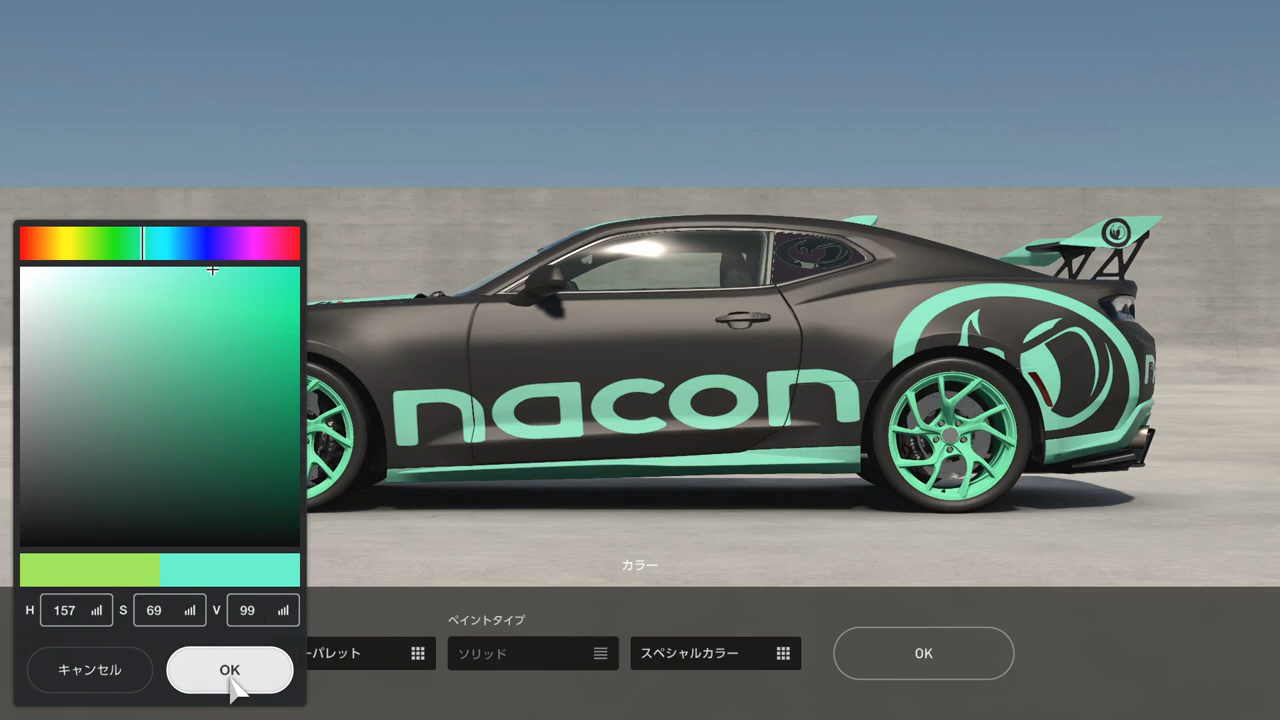 nacon
カラー
H 157 S 69 V 99
ペイントタイプ
ーパレット
ソリッド
スペシャルカラー
OK
キャンセル
OK